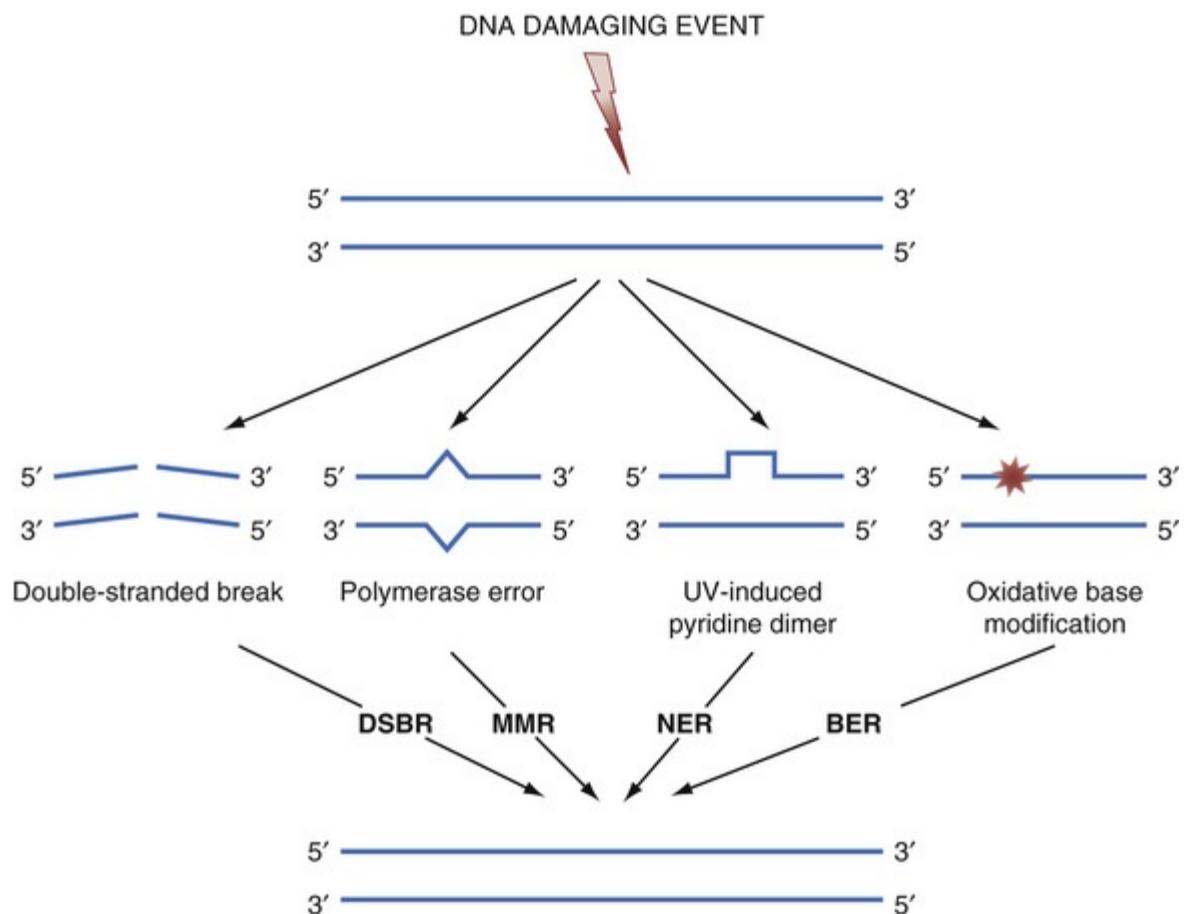 DNA DAMAGING EVENT
5′ 3′
3′ 5′
5′ 3′ 5′ 3′ 5′ 3′ 5′ 3′
3′ 5′ 3′ 5′ 3′ 5′ 3′ 5′
Double-stranded break Polymerase error UV-induced Oxidative base
pyridine dimer modification
DSBR MMR NER BER
5′ 3′
3′ 5′